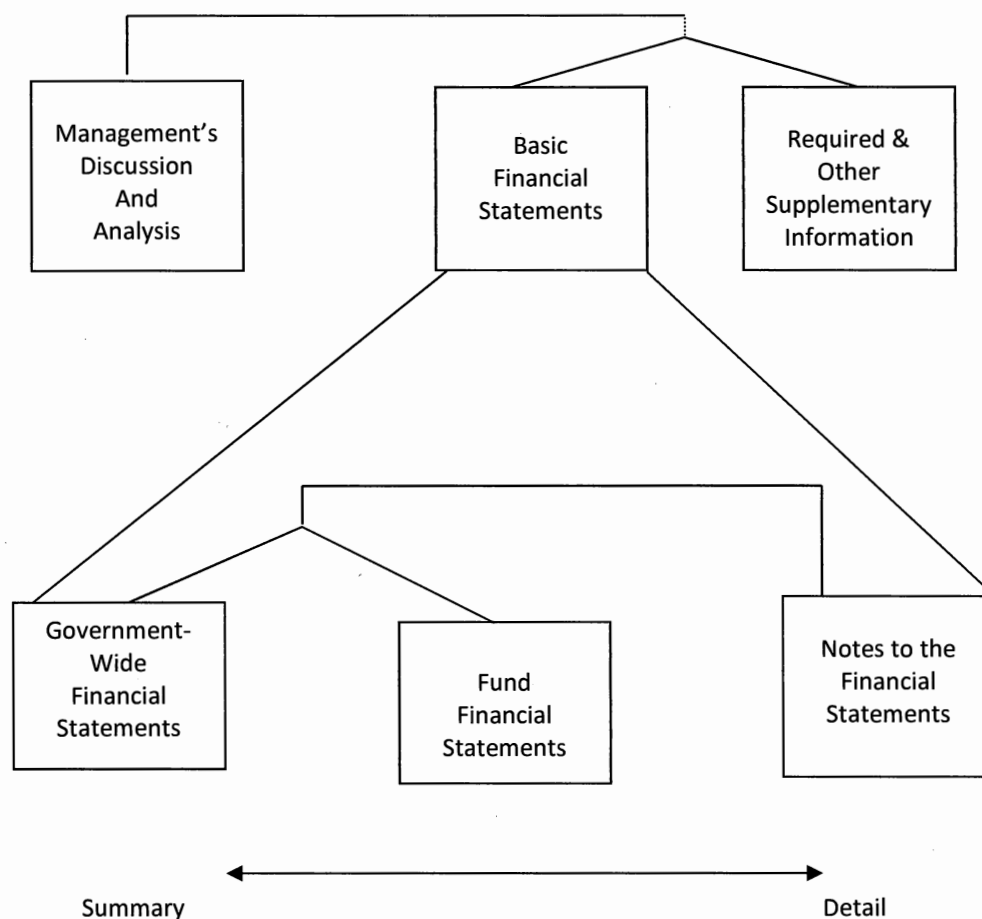 Management’s
Discussion
And
Analysis
Basic
Financial
Statements
Required &
Other
Supplementary
Information
Government-
Wide
Financial
Statements
Fund
Financial
Statements
Notes to the
Financial
Statements
Summary
Detail